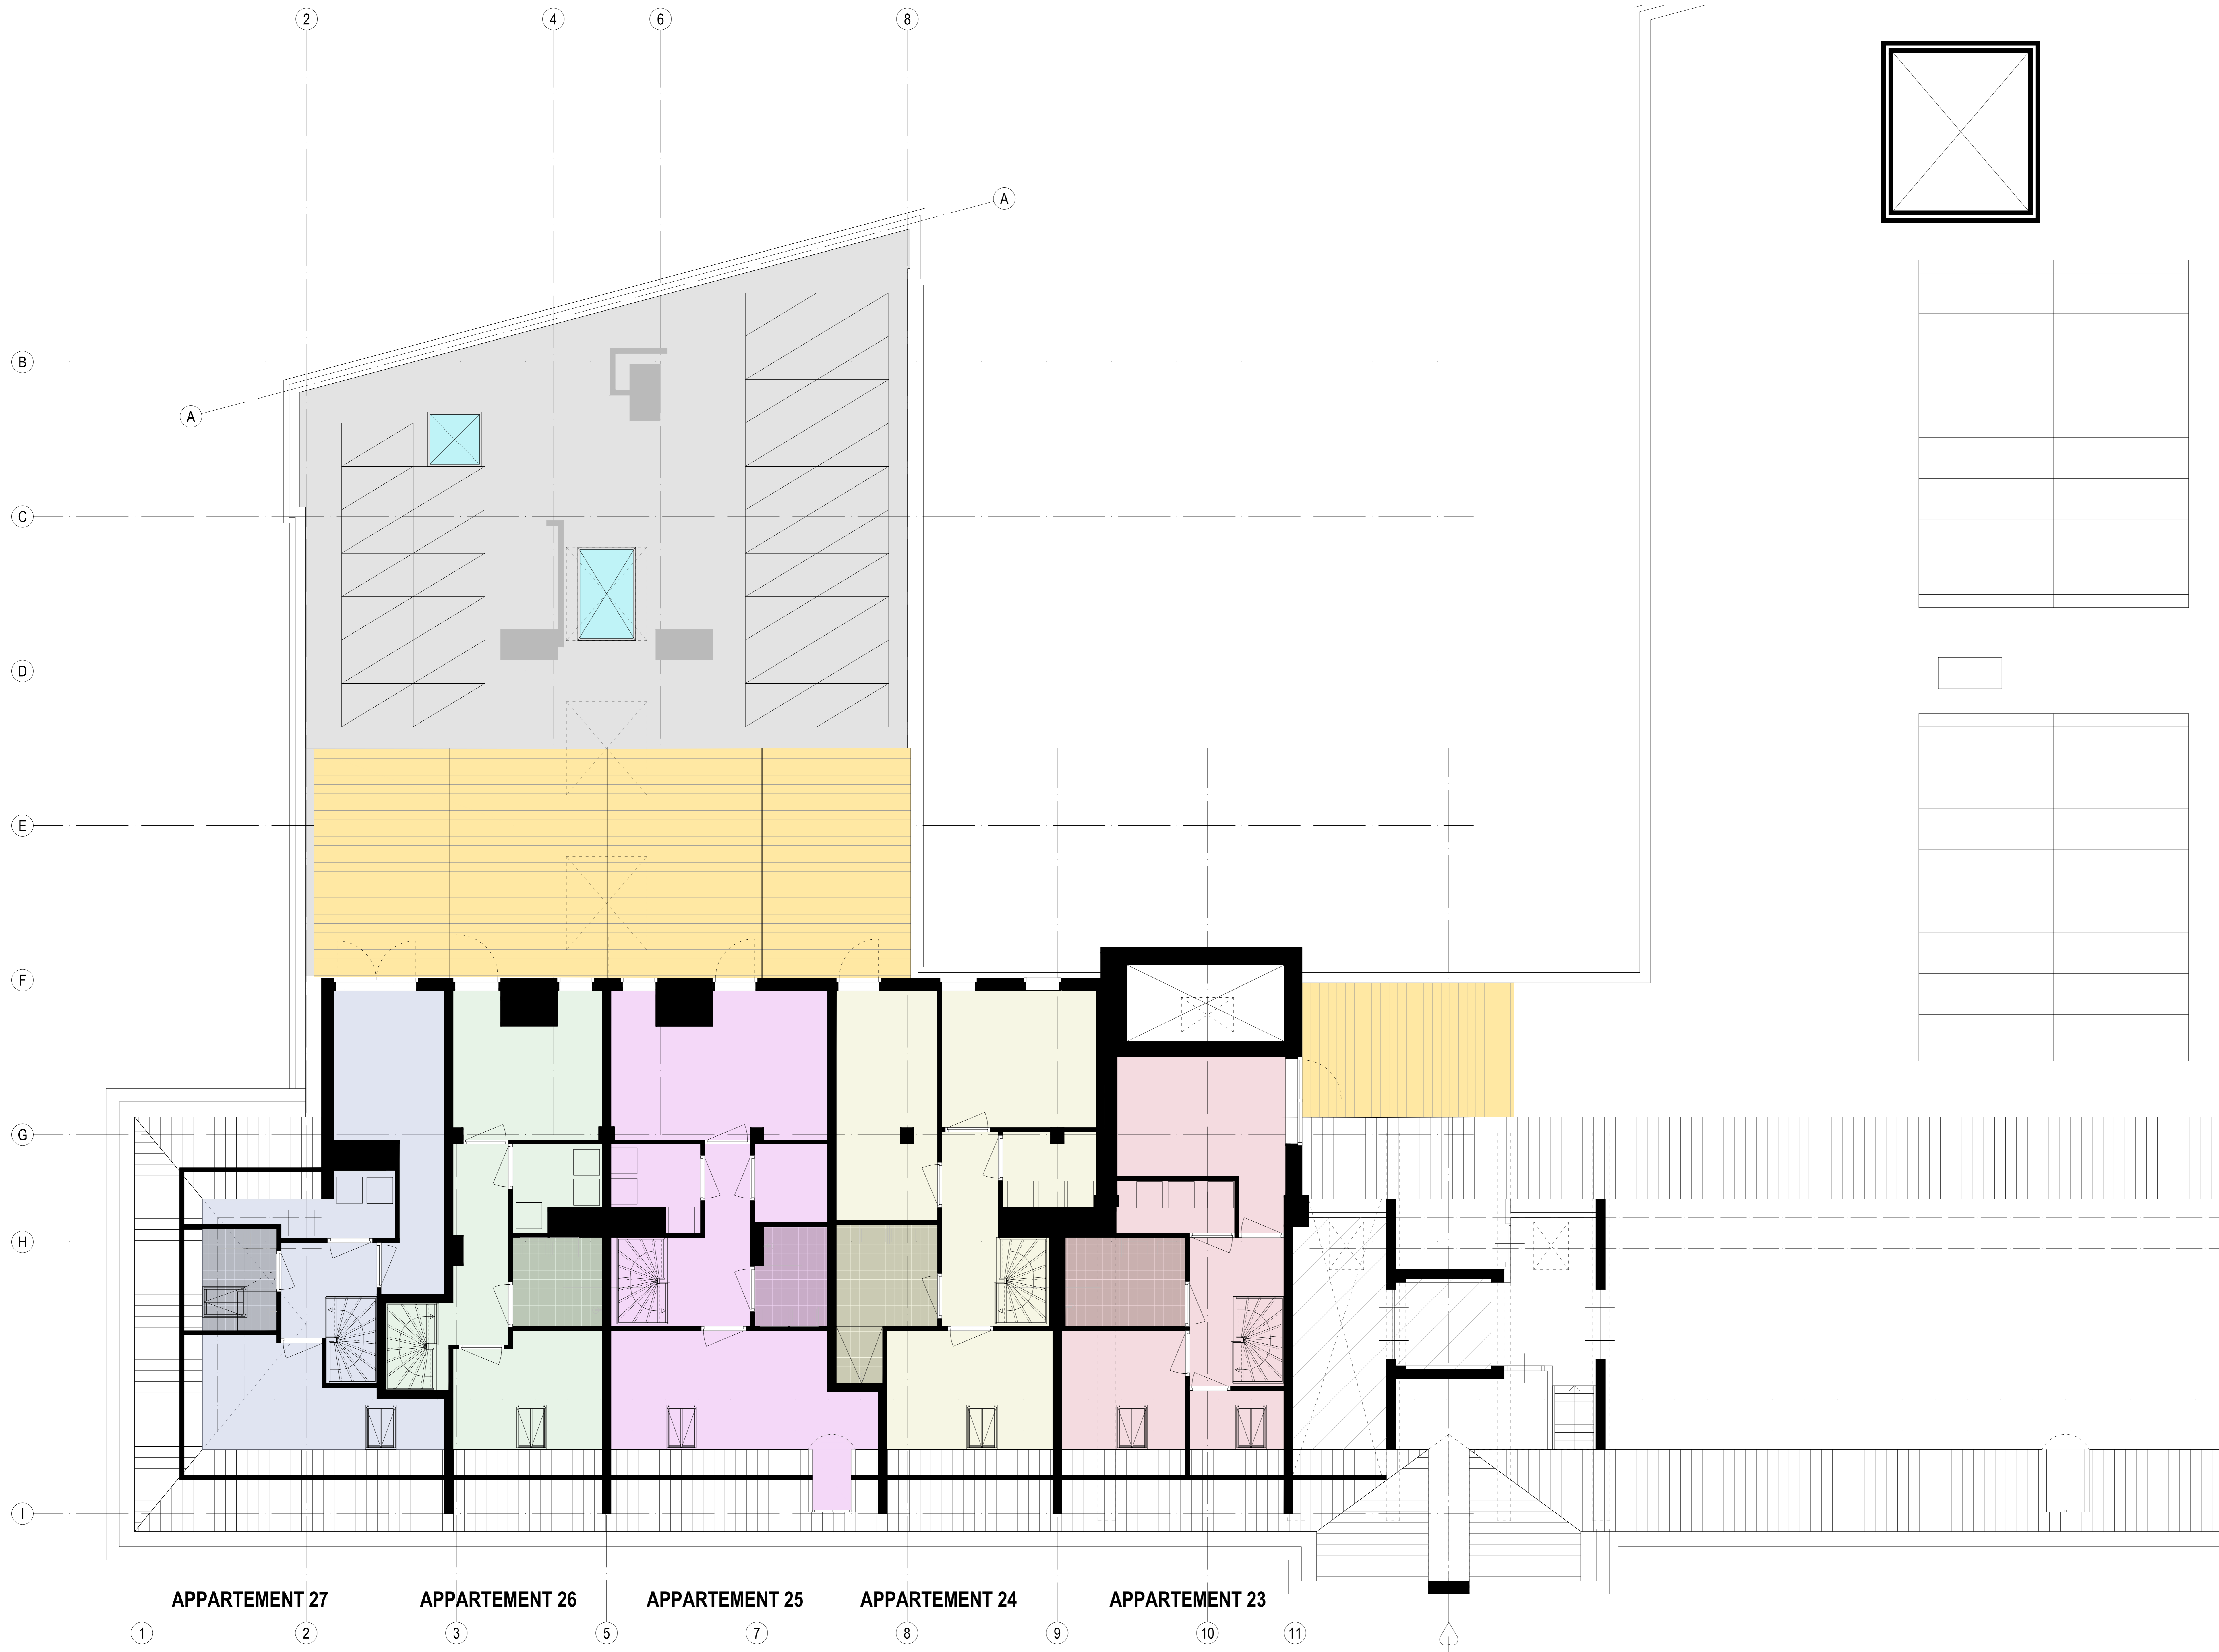 2 4 6 8
A
B
A
C
D
E
F
G
H
I
APPARTEMENT 27 APPARTEMENT 26 APPARTEMENT 25 APPARTEMENT 24 APPARTEMENT 23
1 2 3 5 7 8 9 10 11